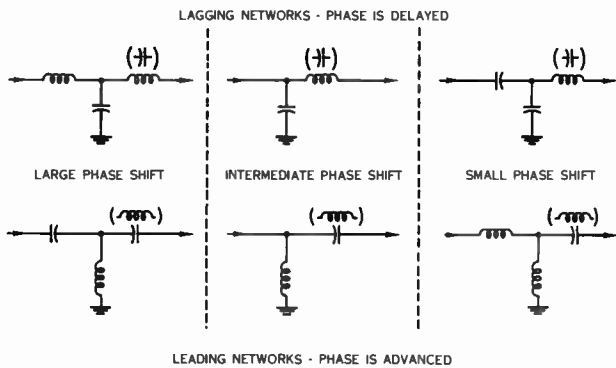 LAGGING NETWORKS - PHASE IS DELAYED
LARGE PHASE SHIFT
INTERMEDIATE PHASE SHIFT
SMALL PHASE SHIFT
LEADING NETWORKS - PHASE IS ADVANCED